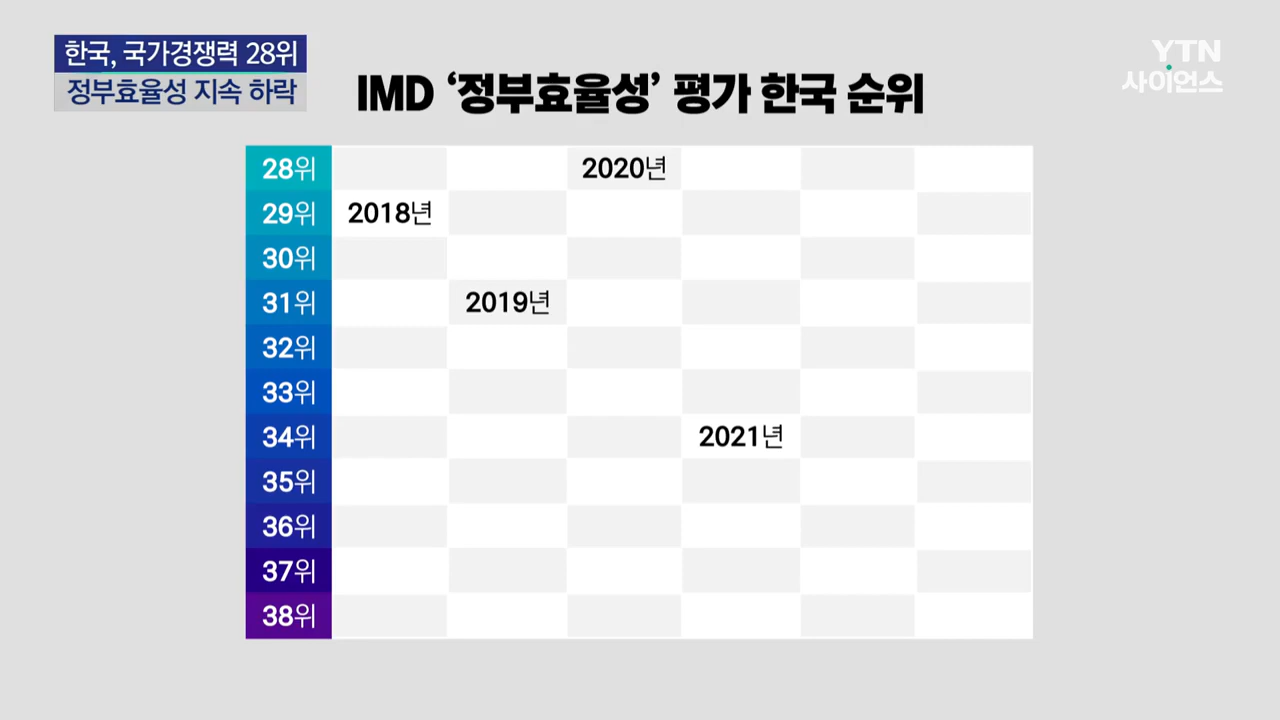 한국, 국가경쟁력 28위
정부효율성 지속 하락
YTN
사이언스
IMD ‘정부효율성’ 평가 한국 순위
28위 2020년
29위 2018년
30위
31위 2019년
32위
33위
34위 2021년
35위
36위
37위
38위